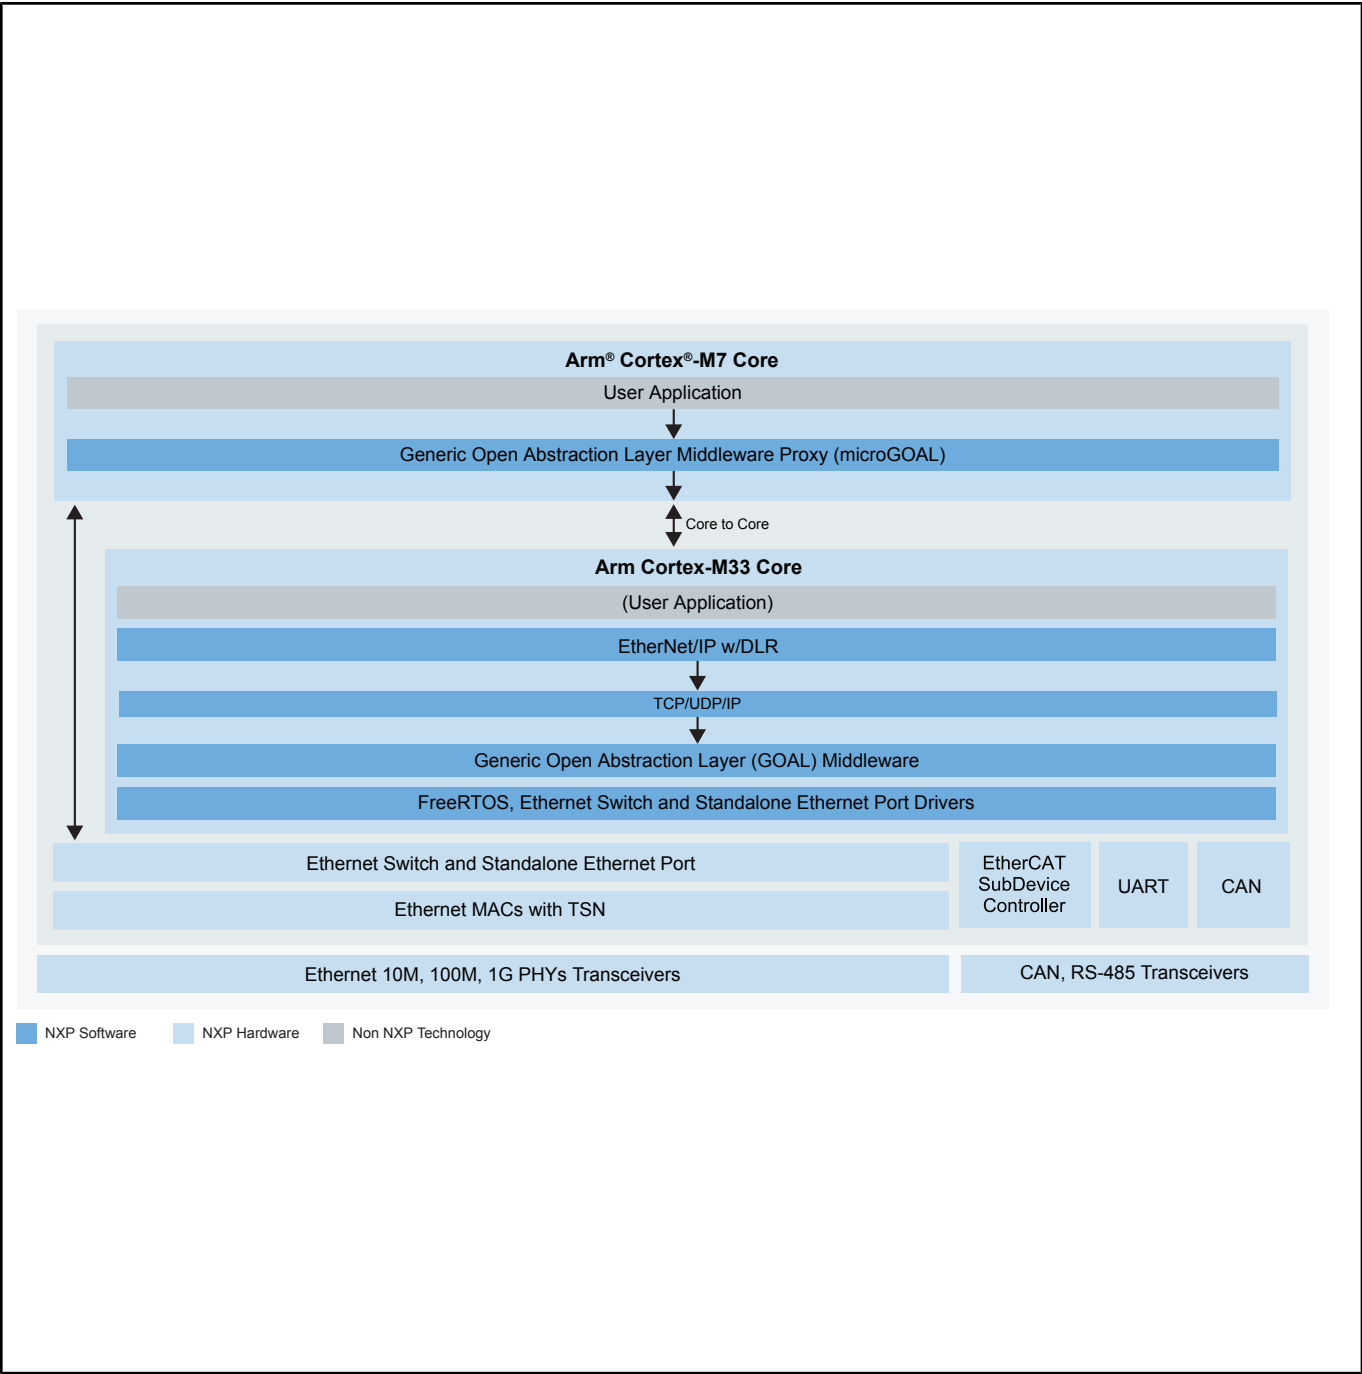 Arm® Cortex®-M7 Core
User Application
Generic Open Abstraction Layer Middleware Proxy (microGOAL)
Core to Core
Arm Cortex-M33 Core
(User Application)
EtherNet/IP w/DLR
TCP/UDP/IP
Generic Open Abstraction Layer (GOAL) Middleware
FreeRTOS, Ethernet Switch and Standalone Ethernet Port Drivers
Ethernet Switch and Standalone Ethernet Port
Ethernet MACs with TSN
EtherCAT
SubDevice
Controller
UART
CAN
Ethernet 10M, 100M, 1G PHYs Transceivers
CAN, RS-485 Transceivers
NXP Software
NXP Hardware
Non NXP Technology